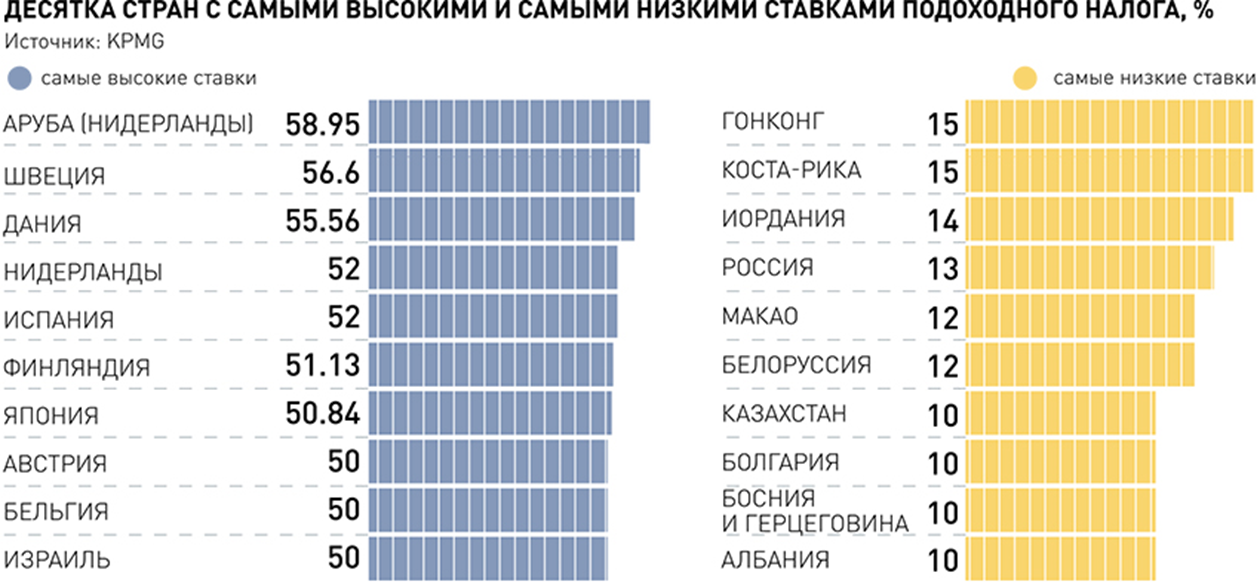 ДЕСЯТКА СТРАН С САМЫМИ ВЫСОКИМИ И САМЫМИ НИЗКИМИ СТАВКАМИ ПОДОХОДНОГО НАЛОГА, %
Источник: KPMG
самые высокие ставки
АРУБА (НИДЕРЛАНДЫ) 58.95
ШВЕЦИЯ 56.6
ДАНИЯ 55.56
НИДЕРЛАНДЫ 52
ИСПАНИЯ 52
ФИНЛЯНДИЯ 51.13
ЯПОНИЯ 50.84
АВСТРИЯ 50
БЕЛЬГИЯ 50
ИЗРАИЛЬ 50
самые низкие ставки
ГОНКОНГ 15
КОСТА-РИКА 15
ИОРДАНИЯ 14
РОССИЯ 13
МАКАО 12
БЕЛОРУССИЯ 12
КАЗАХСТАН 10
БОЛГАРИЯ 10
БОСНИЯ
И ГЕРЦЕГОВИНА 10
АЛБАНИЯ 10